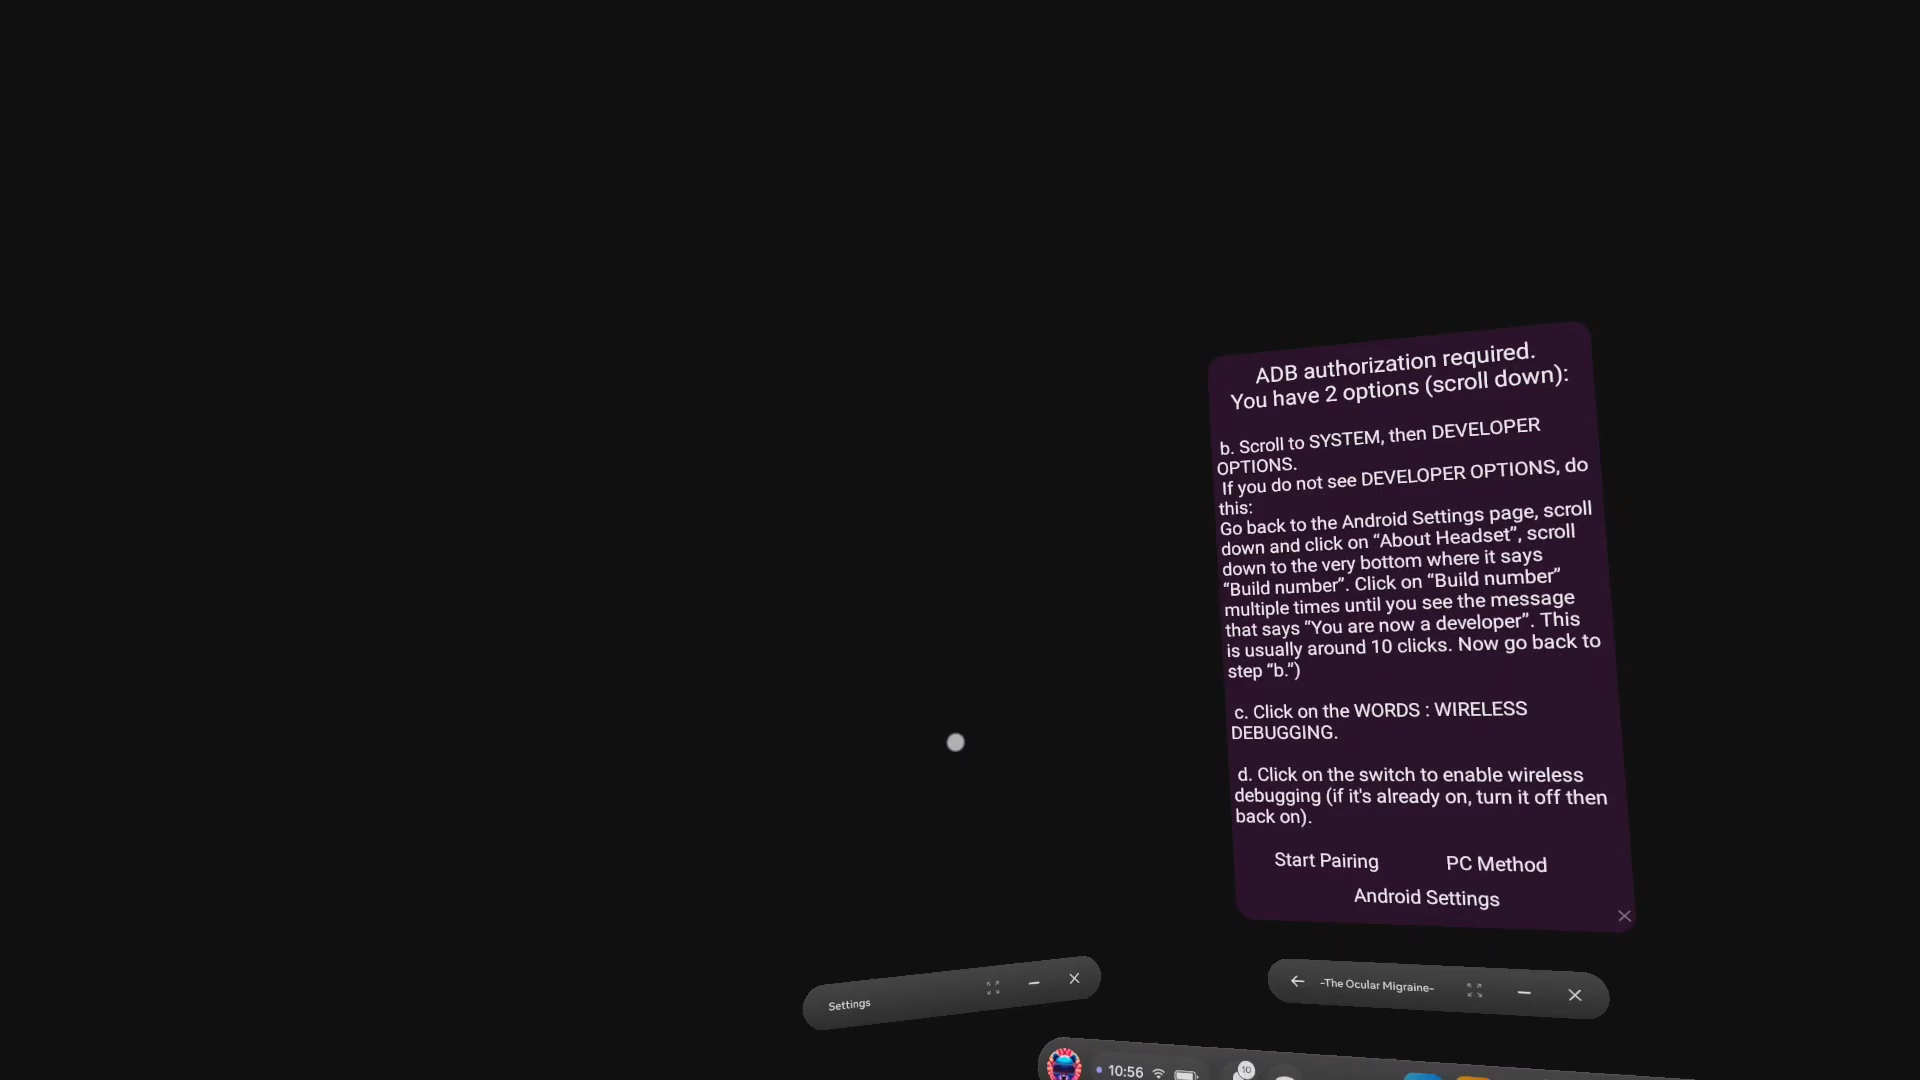 ADB authorization required.
You have 2 options (scroll down):
b. Scroll to SYSTEM, then DEVELOPER
OPTIONS.
If you do not see DEVELOPER OPTIONS, do
this:
Go back to the Android Settings page, scroll
down and click on “About Headset”, scroll
down to the very bottom where it says
“Build number”. Click on “Build number”
multiple times until you see the message
that says “You are now a developer”. This
is usually around 10 clicks. Now go back to
step “b.”)
c. Click on the WORDS : WIRELESS
DEBUGGING.
d. Click on the switch to enable wireless
debugging (if it's already on, turn it off then
back on).
Start Pairing PC Method
Android Settings
Settings
-The Ocular Migraine-
10:56
10